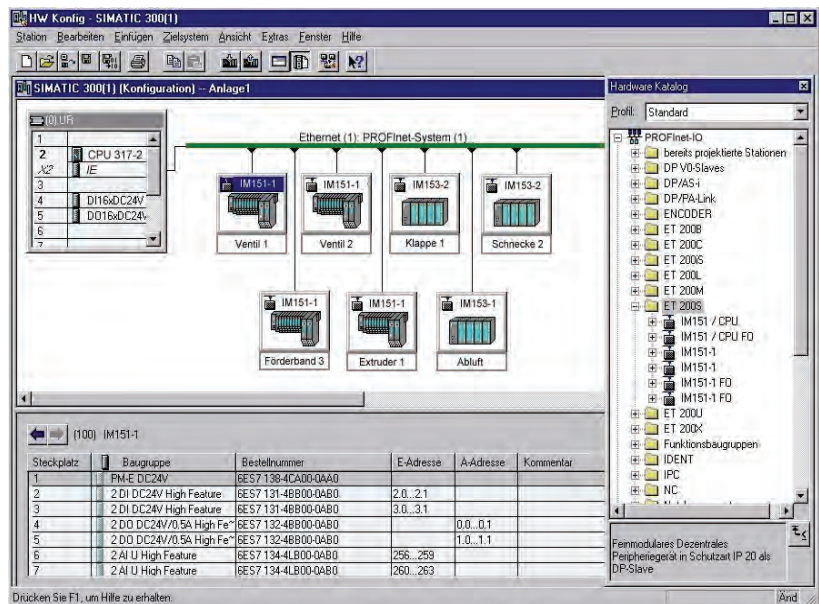 HW Konfig - SIMATIC 300(1)
Station Bearbeiten Einfügen Zielsystem Ansicht Extras Fenster Hilfe
SIMATIC 300(1) (Konfiguration) -- Anlage1
(0) UR
1
2 CPU 317-2
X2 IE
3
4 DI16xDC24V
5 DO16xDC24V
6
7
Ethernet (1): PROFInet-System (1)
IM151-1
Ventil 1
IM151-1
Ventil 2
IM153-2
Klappe 1
IM153-2
Schnecke 2
IM151-1
Förderband 3
IM151-1
Extruder 1
IM153-1
Abluft
Hardware Katalog
Profil: Standard
PROFInet-IO
bereits projektierte Stationen
DP V0-Slaves
DP/AS-i
DP/PA-Link
ENCODER
ET 200B
ET 200C
ET 200iS
ET 200L
ET 200M
ET 200S
IM151 / CPU
IM151 / CPU FO
IM151-1
IM151-1
IM151-1 FO
IM151-1 FO
ET 200U
ET 200X
Funktionsbaugruppen
IDENT
IPC
NC
Feinmodulares Dezentrales
Peripheriegerät in Schutzart IP 20 als
DP-Slave
(100) IM151-1
Steckplatz Baugruppe Bestellnummer E-Adresse A-Adresse Kommentar
1 PM-E DC24V 6ES7 138-4CA00-0AA0
2 2 DI DC24V High Feature 6ES7 131-4BB00-0AB0 2.0...2.1
3 2 DI DC24V High Feature 6ES7 131-4BB00-0AB0 3.0...3.1
4 2 DO DC24V/0.5A High Fe~ 6ES7 132-4BB00-0AB0 0.0...0.1
5 2 DO DC24V/0.5A High Fe~ 6ES7 132-4BB00-0AB0 1.0...1.1
6 2 AI U High Feature 6ES7 134-4LB00-0AB0 256...259
7 2 AI U High Feature 6ES7 134-4LB00-0AB0 260...263
Drücken Sie F1, um Hilfe zu erhalten.
Änd